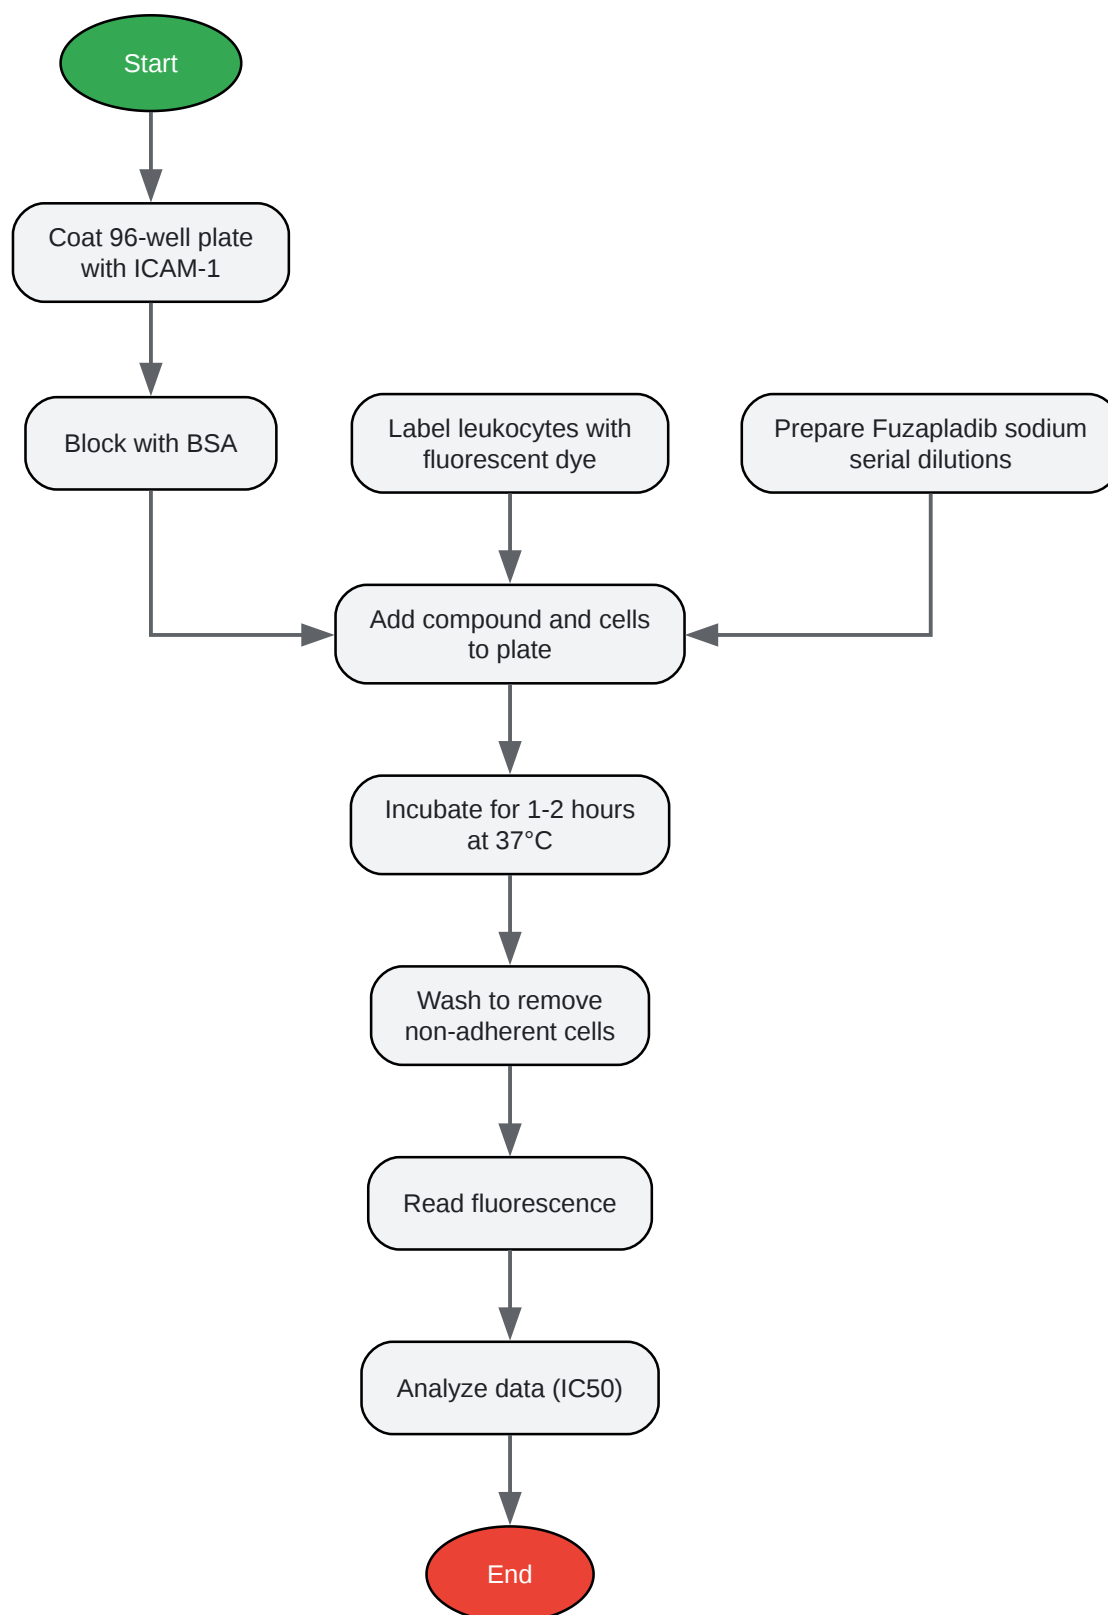 Start
Coat 96-well plate
with ICAM-1
Block with BSA
Label leukocytes with
fluorescent dye
Prepare Fuzapladib sodium
serial dilutions
Add compound and cells
to plate
Incubate for 1-2 hours
at 37°C
Wash to remove
non-adherent cells
Read fluorescence
Analyze data (IC50)
End